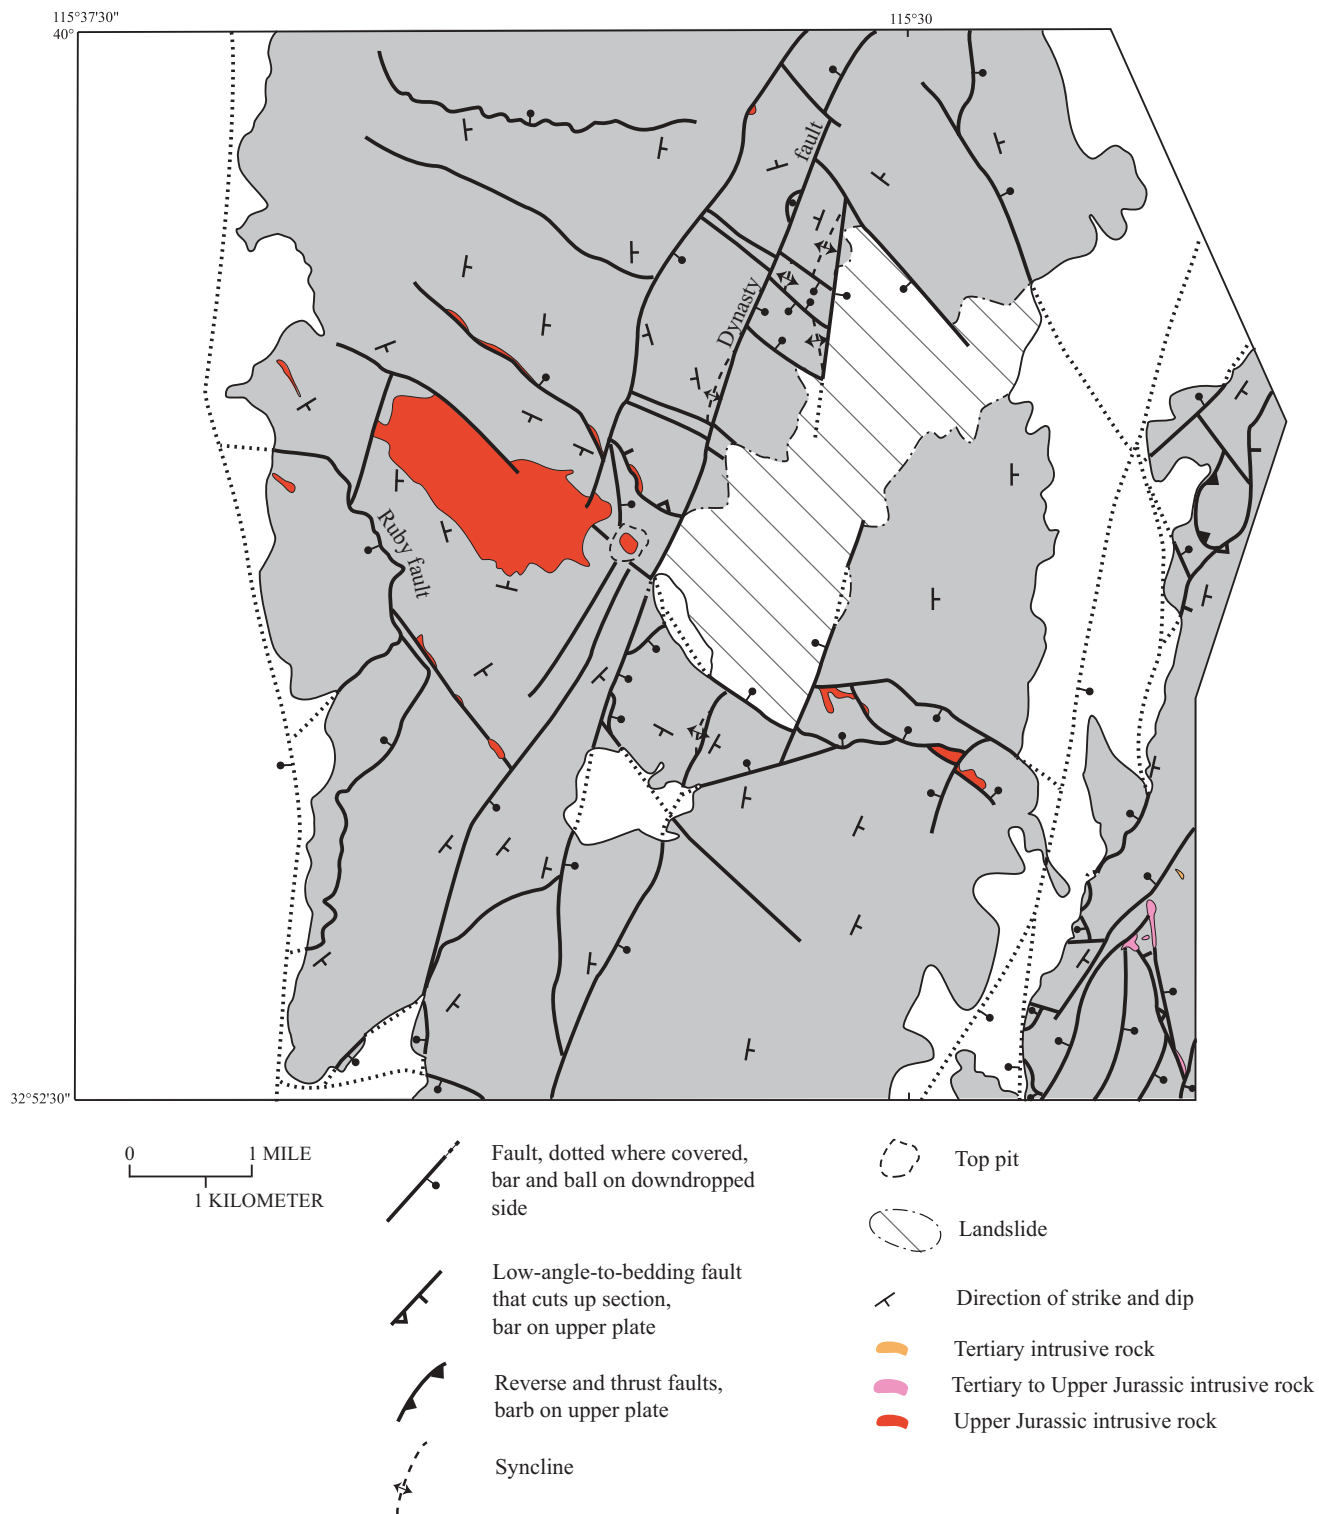 115°37'30"
115°30
40°
fault
Dynasty
Ruby fault
32°52'30"
0 1 MILE
1 KILOMETER
Fault, dotted where covered,
bar and ball on downdropped
side
Low-angle-to-bedding fault
that cuts up section,
bar on upper plate
Reverse and thrust faults,
barb on upper plate
Syncline
Top pit
Landslide
Direction of strike and dip
Tertiary intrusive rock
Tertiary to Upper Jurassic intrusive rock
Upper Jurassic intrusive rock